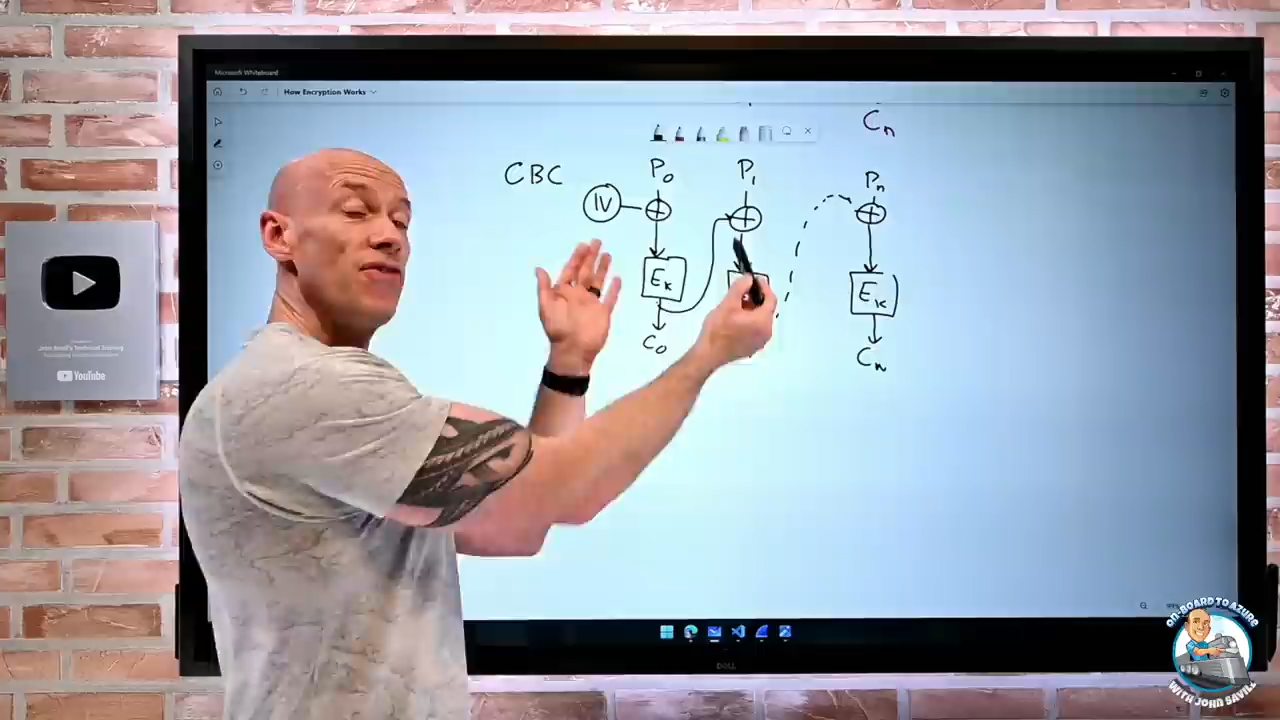 Microsoft Whiteboard
How Encryption Works
Cn
CBC
P0
P1
Pn
IV
Ek
Ek
C0
Cn
YouTube
DELL
ON-BOARD TO AZURE
WITH JOHN SAVILL